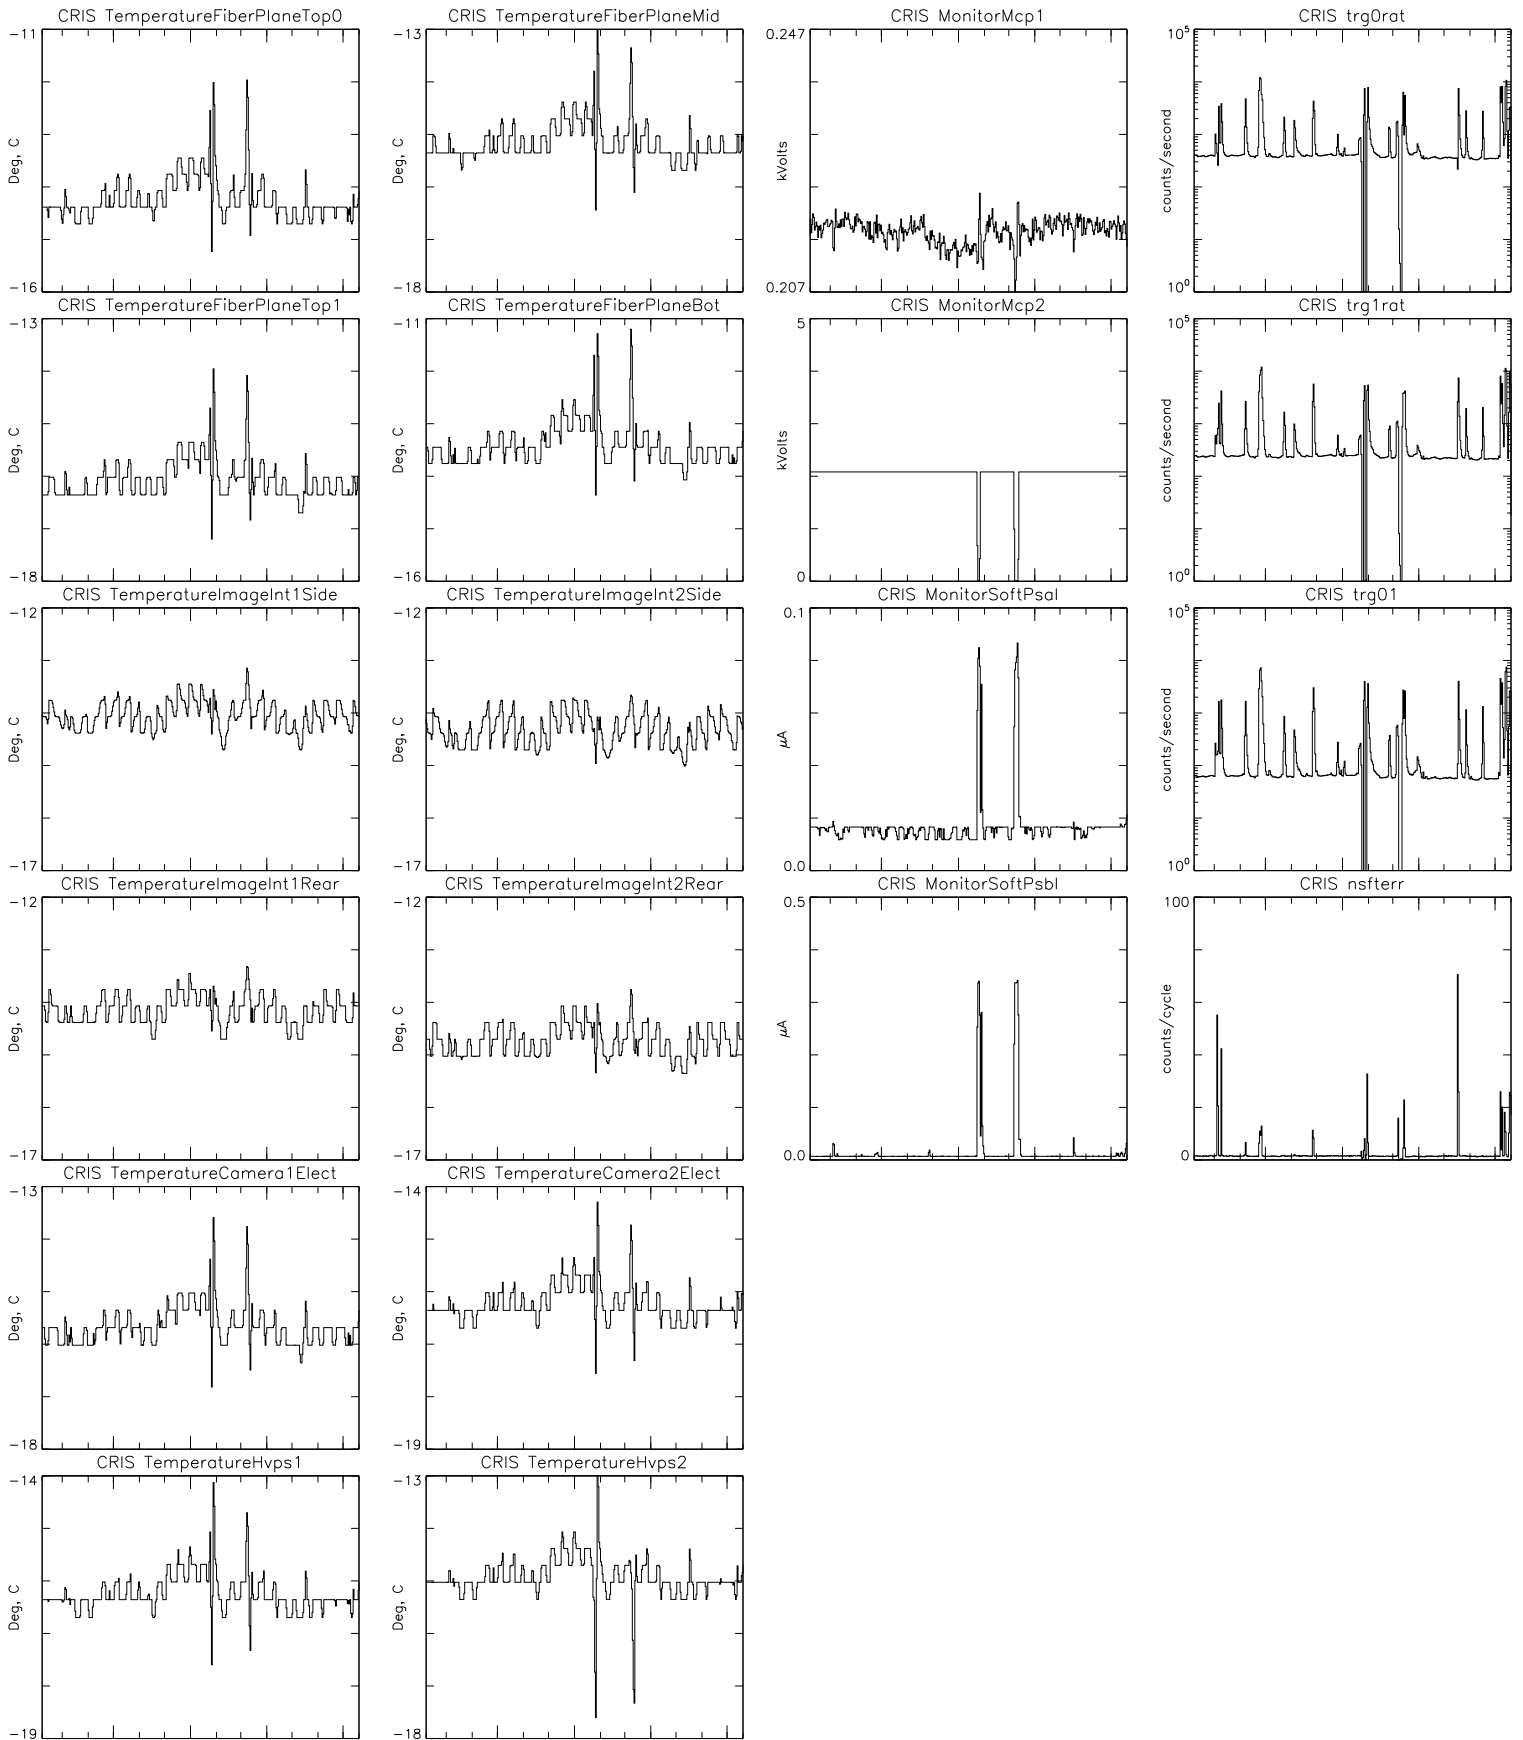 CRIS TemperatureFiberPlaneTop0
-11
Deg, C
-16
CRIS TemperatureFiberPlaneMid
-13
Deg, C
-18
CRIS MonitorMcp1
0.247
kVolts
0.207
CRIS trg0rat
10^5
counts/second
10^0
CRIS TemperatureFiberPlaneTop1
-13
Deg, C
-18
CRIS TemperatureFiberPlaneBot
-11
Deg, C
-16
CRIS MonitorMcp2
5
kVolts
0
CRIS trg1rat
10^5
counts/second
10^0
CRIS TemperatureImageInt1Side
-12
Deg, C
-17
CRIS TemperatureImageInt2Side
-12
Deg, C
-17
CRIS MonitorSoftPsaI
0.1
μA
0.0
CRIS trg01
10^5
counts/second
10^0
CRIS TemperatureImageInt1Rear
-12
Deg, C
-17
CRIS TemperatureImageInt2Rear
-12
Deg, C
-17
CRIS MonitorSoftPsbI
0.5
μA
0.0
CRIS nsfterr
100
counts/cycle
0
CRIS TemperatureCamera1Elect
-13
Deg, C
-18
CRIS TemperatureCamera2Elect
-14
Deg, C
-19
CRIS TemperatureHvps1
-14
Deg, C
-19
CRIS TemperatureHvps2
-13
Deg, C
-18